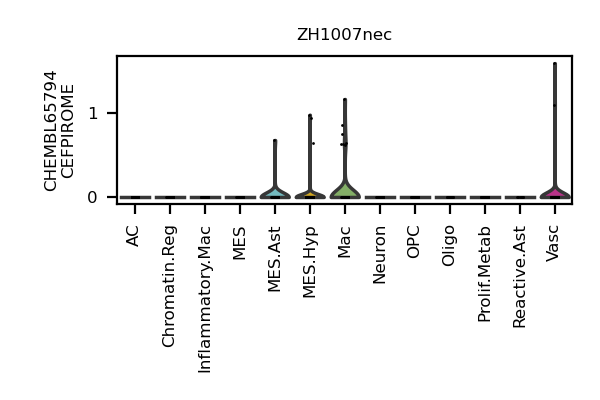 ZH1007nec
CHEMBL65794
CEFPIROME
1
0
AC
Chromatin.Reg
Inflammatory.Mac
MES
MES.Ast
MES.Hyp
Mac
Neuron
OPC
Oligo
Prolif.Metab
Reactive.Ast
Vasc